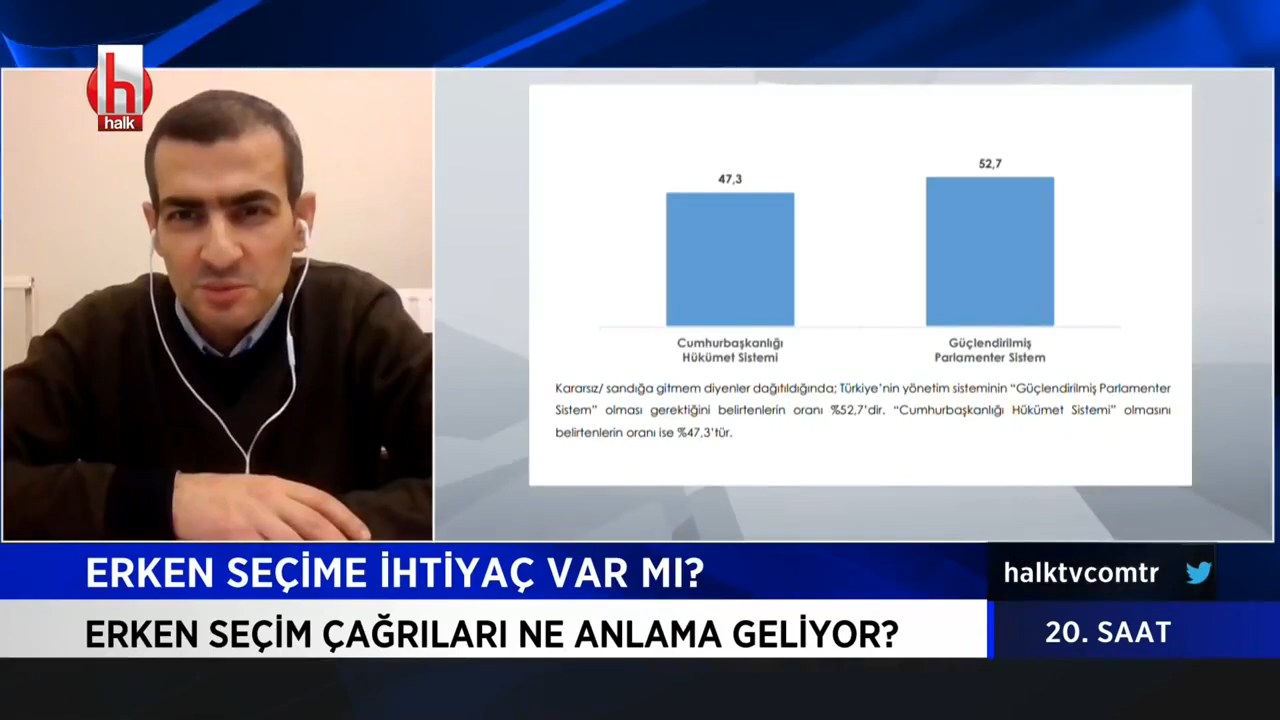 h
halk
47,3
52,7
Cumhurbaşkanlığı
Hükümet Sistemi
Güçlendirilmiş
Parlamenter Sistem
Kararsız/ sandığa gitmem diyenler dağıtıldığında; Türkiye'nin yönetim sisteminin “Güçlendirilmiş Parlamenter
Sistem” olması gerektiğini belirtenlerin oranı %52,7'dir. “Cumhurbaşkanlığı Hükümet Sistemi” olmasını
belirtenlerin oranı ise %47,3'tür.
ERKEN SEÇİME İHTİYAÇ VAR MI?
halktvcomtr
ERKEN SEÇİM ÇAĞRILARI NE ANLAMA GELİYOR?
20. SAAT